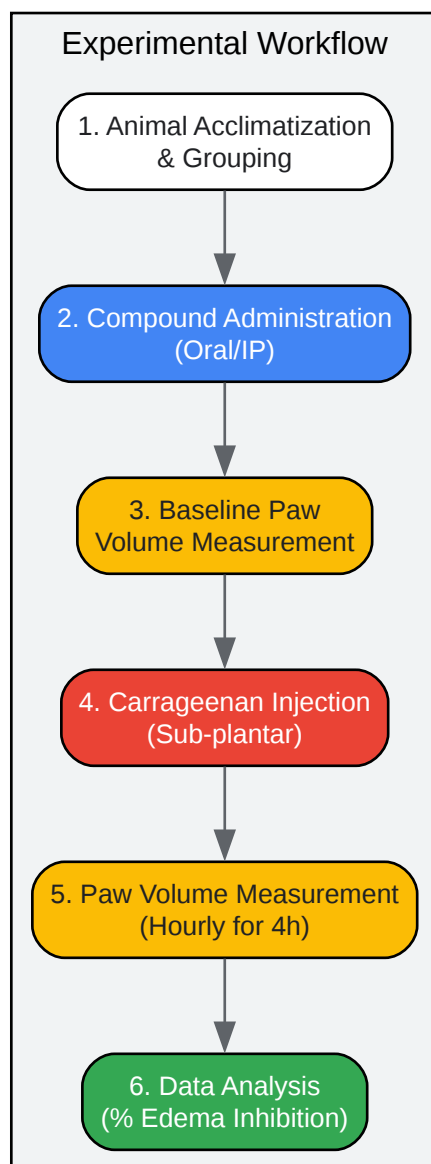 Experimental Workflow
1. Animal Acclimatization
& Grouping
2. Compound Administration
(Oral/IP)
3. Baseline Paw
Volume Measurement
4. Carrageenan Injection
(Sub-plantar)
5. Paw Volume Measurement
(Hourly for 4h)
6. Data Analysis
(% Edema Inhibition)